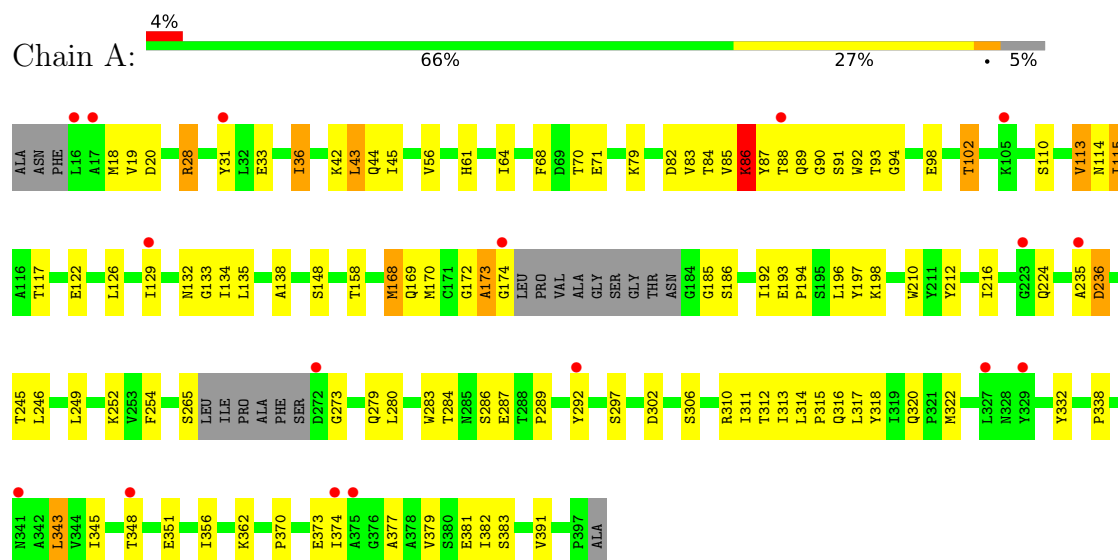 4%
Chain A:
66% 27% • 5%
ALA ASN PHE L16 A17 M18 V19 D20 R28 Y31 L32 E33 I36 K42 L43 Q44 I45 V56 H61 I64 F68 D69 T70 E71 K79 D82 V83 T84 V85 K86 Y87 T88 Q89 G90 S91 W92 T93 G94 E98 T102 K105 S110 V113 N114 I115
A116 T117 E122 L126 I129 N132 G133 I134 L135 A138 S148 T158 M168 Q169 M170 C171 G172 A173 G174 LEU PRO VAL ALA GLY SER GLY THR ASN G184 G185 S186 I192 E193 P194 S195 L196 Y197 K198 W210 Y211 Y212 I216 G223 Q224 A235 D236
T245 L246 L249 K252 V253 F254 S265 LEU ILE PRO ALA PHE SER D272 G273 Q279 L280 W283 T284 N285 S286 E287 T288 P289 Y292 S297 D302 S306 R310 I311 T312 I313 L314 P315 Q316 L317 Y318 I319 Q320 P321 M322 L327 N328 Y329 Y332 P338
N341 A342 L343 V344 I345 T348 E351 I356 K362 P370 E373 I374 A375 G376 A377 A378 V379 S380 E381 I382 S383 V391 P397 ALA